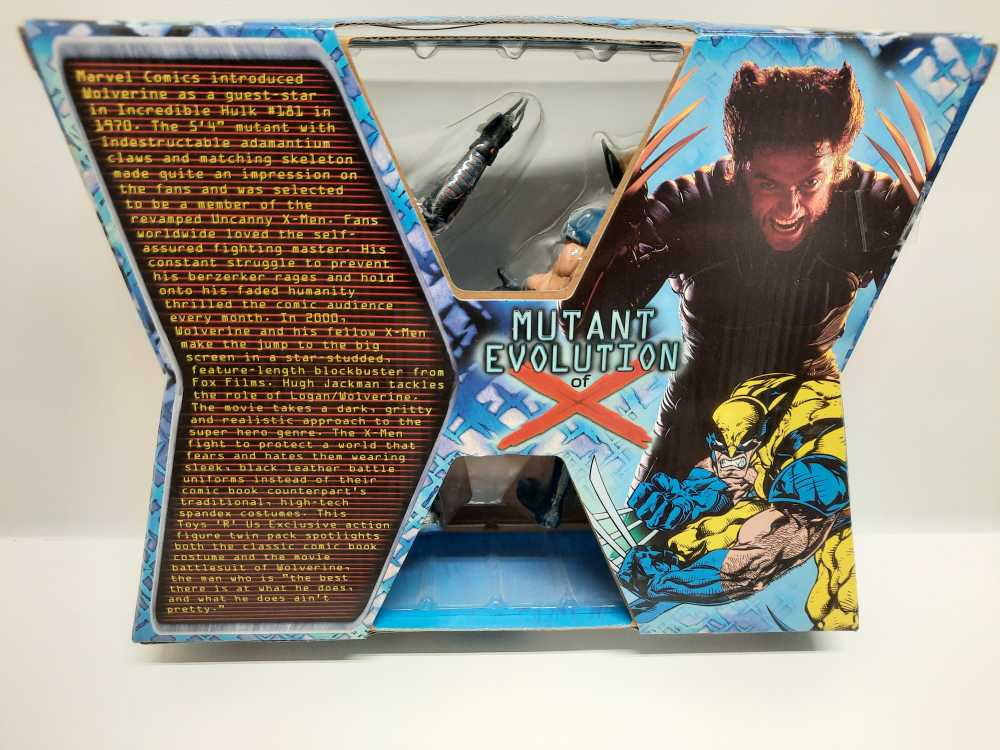 Marvel Comics introduced
Wolverine as a guest-star
in Incredible Hulk #181 in
1970. The 5'4" mutant with
indestructable adamantium
claws and matching skeleton
made quite an impression on
the fans and was selected
to be a member of the
revamped Uncanny X-Men. Fans
worldwide loved the self-
assured fighting master. His
constant struggle to prevent
his berzerker rages and hold
onto his faded humanity
thrilled the comic audience
every month. In 2000,
Wolverine and his fellow X-Men
make the jump to the big
screen in a star-studded,
feature-length blockbuster from
Fox Films. Hugh Jackman tackles
the role of Logan/Wolverine.
The movie takes a dark, gritty
and realistic approach to the
super hero genre. The X-Men
fight to protect a world that
fears and hates them wearing
sleek, black leather battle
uniforms instead of their
comic book counterpart's
traditional, high-tech
spandex costumes. This
Toys 'R' Us Exclusive action
figure twin pack spotlights
both the classic comic book
costume and the movie
battlesuit of Wolverine,
the man who is "the best
there is at what he does,
and what he does ain't
pretty."
MUTANT
EVOLUTION
of
X